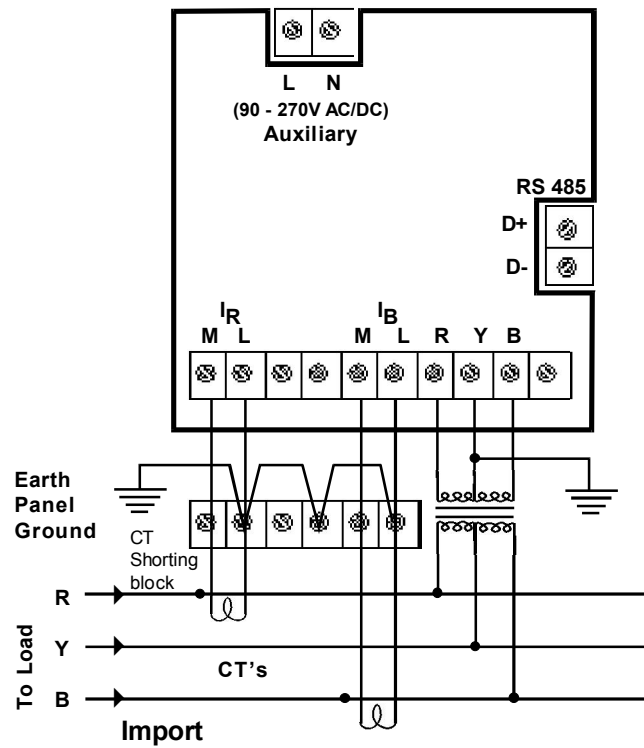 L N
(90 - 270V AC/DC)
Auxiliary
RS 485
D+
D-
IR IB
M L M L R Y B
Earth
Panel
Ground
CT
Shorting
block
R
Y
B
To Load
CT's
Import